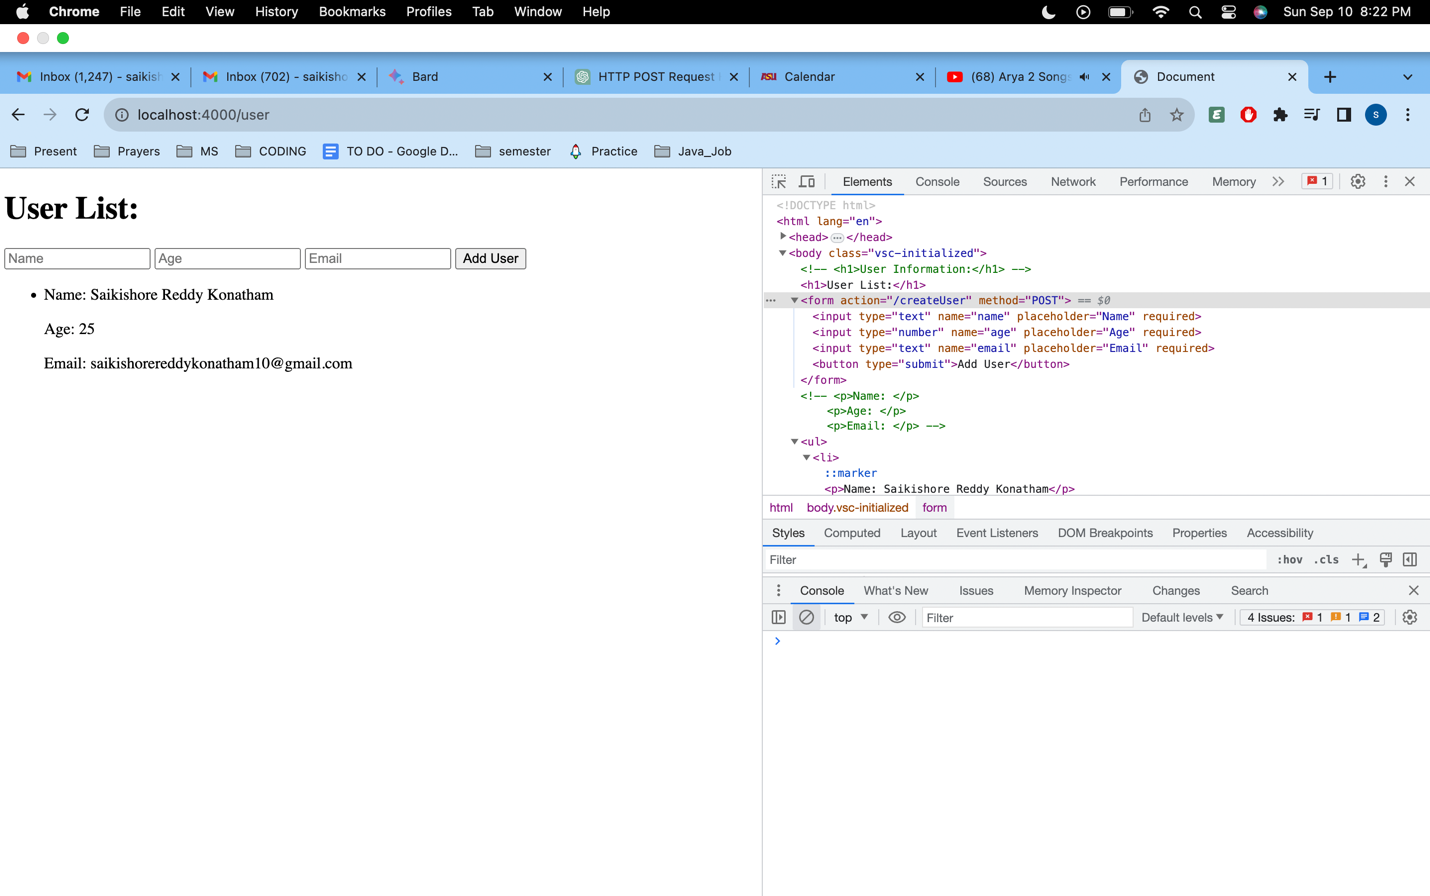 Chrome File Edit View History Bookmarks Profiles Tab Window Help Sun Sep 10 8:22 PM
Inbox (1,247) - saikish Inbox (702) - saikisho Bard HTTP POST Request ASU Calendar (68) Arya 2 Songs Document
localhost:4000/user E S
Present Prayers MS CODING TO DO - Google D... semester Practice Java_Job
User List:
Name Age Email Add User
• Name: Saikishore Reddy Konatham
Age: 25
Email: saikishorereddykonatham10@gmail.com
Elements Console Sources Network Performance Memory 1
<!DOCTYPE html>
<html lang="en">
<head> … </head>
<body class="vsc-initialized">
<!-- <h1>User Information:</h1> -->
<h1>User List:</h1>
… <form action="/createUser" method="POST"> == $0
<input type="text" name="name" placeholder="Name" required>
<input type="number" name="age" placeholder="Age" required>
<input type="text" name="email" placeholder="Email" required>
<button type="submit">Add User</button>
</form>
<!-- <p>Name: </p>
<p>Age: </p>
<p>Email: </p> -->
<ul>
<li>
::marker
<p>Name: Saikishore Reddy Konatham</p>
html body.vsc-initialized form
Styles Computed Layout Event Listeners DOM Breakpoints Properties Accessibility
Filter :hov .cls
Console What's New Issues Memory Inspector Changes Search
top Filter Default levels 4 Issues: 1 1 2